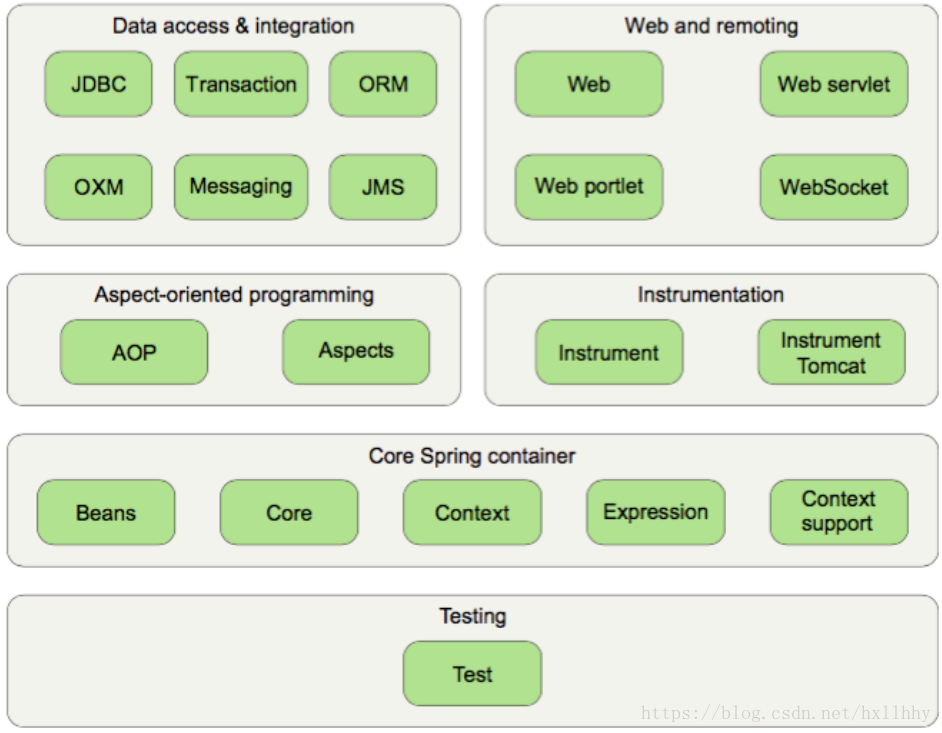 Data access & integration
JDBC
Transaction
ORM
OXM
Messaging
JMS
Web and remoting
Web
Web servlet
Web portlet
WebSocket
Aspect-oriented programming
AOP
Aspects
Instrumentation
Instrument
Instrument
Tomcat
Core Spring container
Beans
Core
Context
Expression
Context
support
Testing
Test
https://blog.csdn.net/hxllhhy